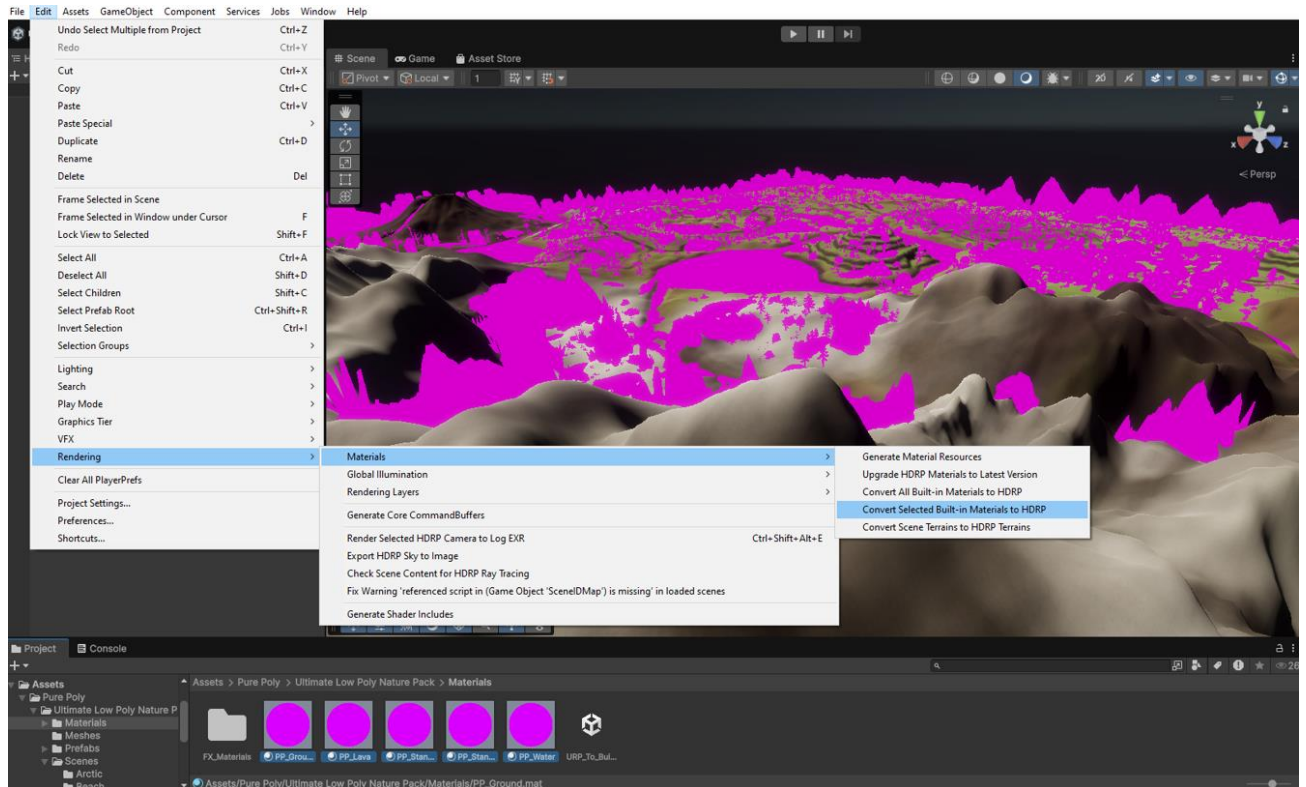 File Edit Assets GameObject Component Services Jobs Window Help
Undo Select Multiple from Project Ctrl+Z
Redo Ctrl+Y
Cut Ctrl+X
Copy Ctrl+C
Paste Ctrl+V
Paste Special
Duplicate Ctrl+D
Rename
Delete Del
Frame Selected in Scene
Frame Selected in Window under Cursor F
Lock View to Selected Shift+F
Select All Ctrl+A
Deselect All Shift+D
Select Children Shift+C
Select Prefab Root Ctrl+Shift+R
Invert Selection Ctrl+I
Selection Groups
Lighting
Search
Play Mode
Graphics Tier
VFX
Rendering
Clear All PlayerPrefs
Project Settings...
Preferences...
Shortcuts...
Scene Game Asset Store
Pivot Local 1 2D
y
x z
Persp
Materials
Global Illumination
Rendering Layers
Generate Core CommandBuffers
Render Selected HDRP Camera to Log EXR Ctrl+Shift+Alt+E
Export HDRP Sky to Image
Check Scene Content for HDRP Ray Tracing
Fix Warning 'referenced script in (Game Object 'SceneIDMap') is missing' in loaded scenes
Generate Shader Includes
Generate Material Resources
Upgrade HDRP Materials to Latest Version
Convert All Built-in Materials to HDRP
Convert Selected Built-in Materials to HDRP
Convert Scene Terrains to HDRP Terrains
Project Console
26
Assets
Pure Poly
Ultimate Low Poly Nature P
Materials
Meshes
Prefabs
Scenes
Arctic
Beach
Assets > Pure Poly > Ultimate Low Poly Nature Pack > Materials
FX_Materials PP_Grou... PP_Lava PP_Stan... PP_Stan... PP_Water URP_To_Bui...
Assets/Pure Poly/Ultimate Low Poly Nature Pack/Materials/PP_Ground.mat